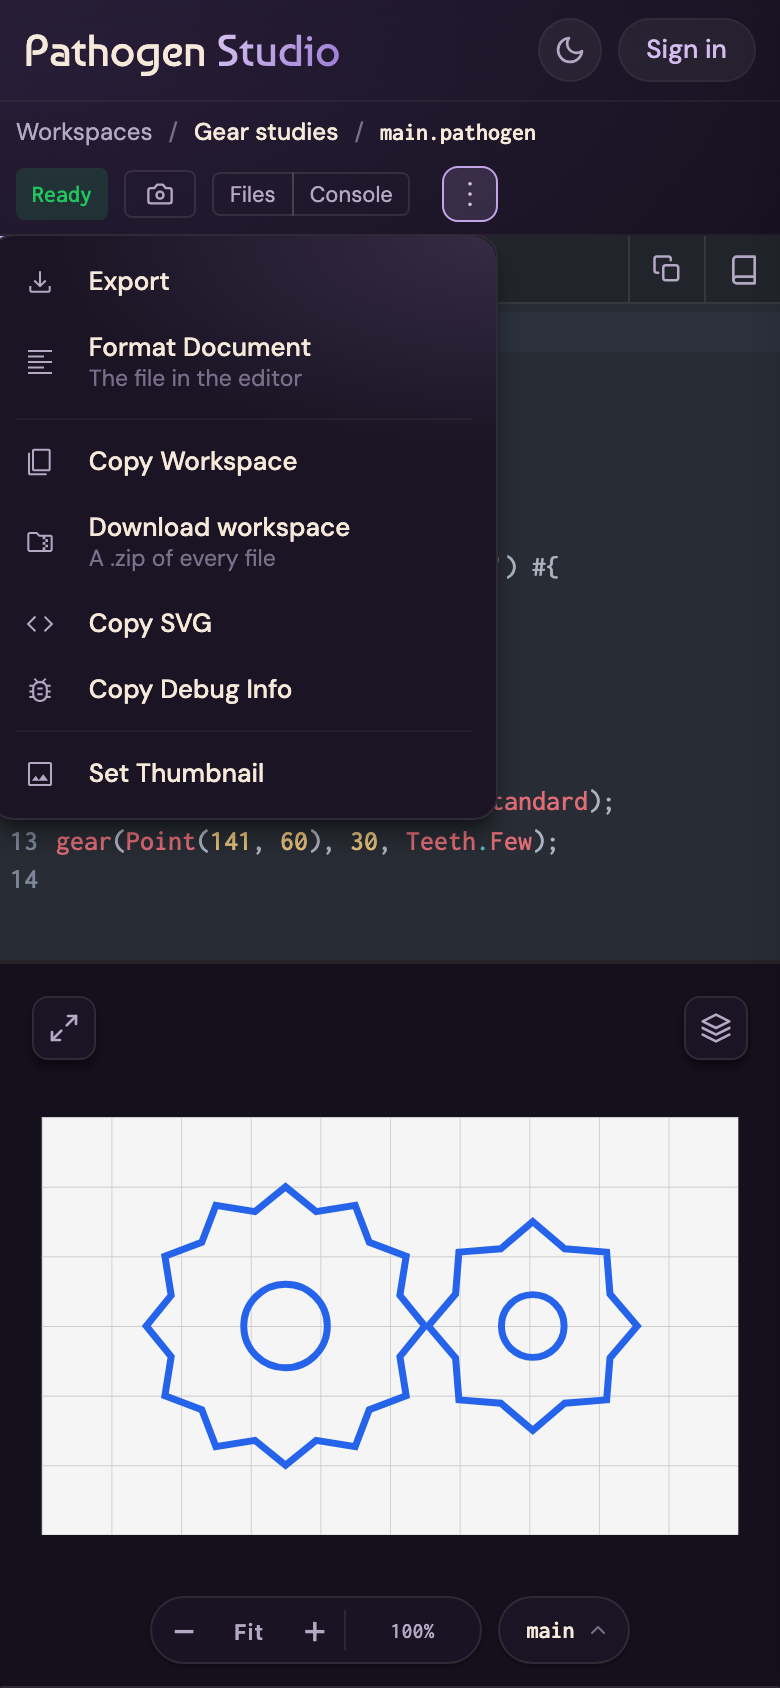 Pathogen Studio
Sign in
Workspaces / Gear studies / main.pathogen
Ready
Files
Console
Export
Format Document
The file in the editor
Copy Workspace
Download workspace
A .zip of every file
) #{
Copy SVG
Copy Debug Info
Set Thumbnail
tandard);
13 gear(Point(141, 60), 30, Teeth.Few);
14
Fit
100%
main